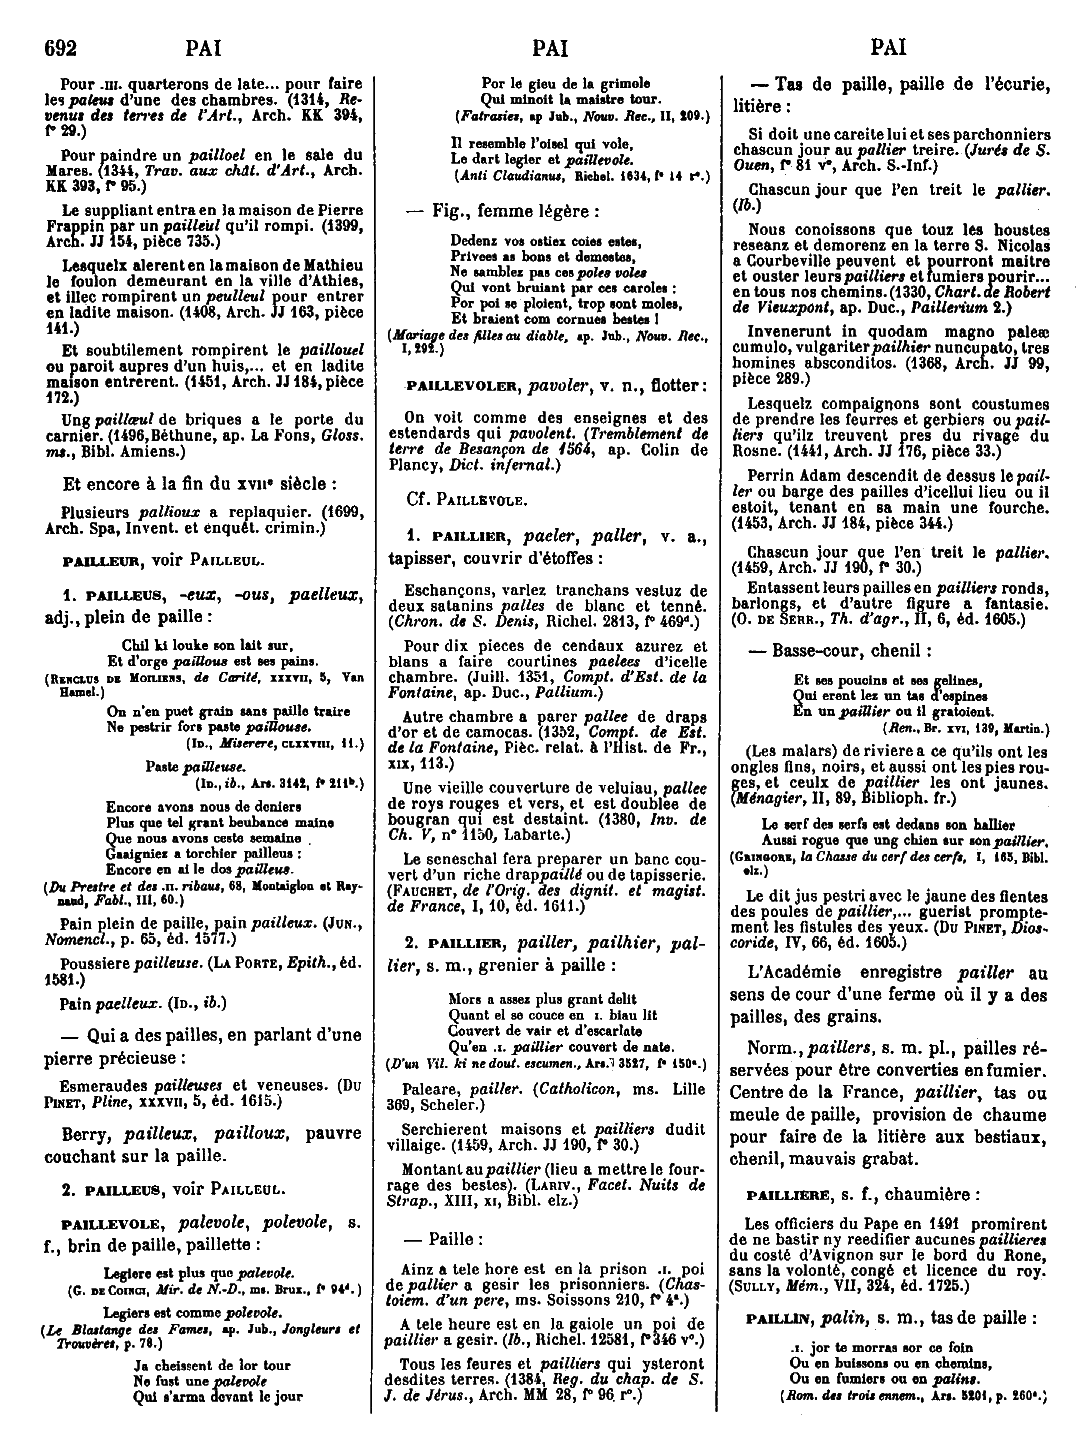 692 PAI PAI PAI
Pour .III. quarterons de late... pour faire
les paleus d'une des chambres. (1314, Re-
venus des terres de l'Art., Arch. KK 394,
f° 29.)
Pour paindre un pailloel en le sale du
Mares. (1344, Trav. aux chât. d'Art., Arch.
KK 393, f° 95.)
Le suppliant entra en la maison de Pierre
Frappin par un pailleul qu'il rompi. (1399,
Arch. JJ 154, pièce 735.)
Lesquelx alerent en la maison de Mathieu
le foulon demeurant en la ville d'Athies,
et illec rompirent un peulleul pour entrer
en ladite maison. (1408, Arch. JJ 163, pièce
141.)
Et soubtilement rompirent le paillouel
ou paroit aupres d'un huis,... et en ladite
maison entrerent. (1451, Arch. JJ 184, pièce
172.)
Ung paillœul de briques a le porte du
carnier. (1496, Béthune, ap. La Fons, Gloss.
ms., Bibl. Amiens.)
Et encore à la fin du XVIIe siècle :
Plusieurs pallioux a replaquier. (1699,
Arch. Spa, Invent. et enquêt. crimin.)
PAILLEUR, voir PAILLEUL.
1. PAILLEUS, -eux, -ous, paelleux,
adj., plein de paille :
Chil ki louke son lait sur,
Et d'orge paillous est ses pains.
(RENCLUS DE MOILIENS, de Carité, XXXVII, 5, Van
Hamel.)
On n'en puet grain sans paille traire
Ne pestrir fors paste paillouse.
(ID., Miserere, CLXXVIII, 11.)
Paste pailleuse.
(ID., ib., Ars. 3142, f° 211b.)
Encore avons nous de deniers
Plus que tel grant beubance maine
Que nous avons ceste semaine
Gaaigniez a torchier pailleus :
Encore en ai le dos pailleus.
(Du Prestre et des .II. ribaus, 68, Montaiglon et Ray-
naud, Fabl., III, 60.)
Pain plein de paille, pain pailleux. (JUN.,
Nomencl., p. 65, éd. 1577.)
Poussiere pailleuse. (LA PORTE, Epith., éd.
1581.)
Pain paelleux. (ID., ib.)
— Qui a des pailles, en parlant d'une
pierre précieuse :
Esmeraudes pailleuses et veneuses. (DU
PINET, Pline, XXXVII, 5, éd. 1615.)
Berry, pailleux, pailloux, pauvre
couchant sur la paille.
2. PAILLEUS, voir PAILLEUL.
PAILLEVOLE, palevole, polevole, s.
f., brin de paille, paillette :
Legiere est plus que palevole.
(G. DE COINCI, Mir. de N.-D., ms. Brux., f° 94d.)
Legiers est comme polevole.
(Le Blastange des Fames, ap. Jub., Jongleurs et
Trouvères, p. 78.)
Ja cheissent de lor tour
Ne fust une palevole
Qui s'arma devant le jour
Por le gieu de la grimole
Qui minoit la maistre tour.
(Fatrasies, ap Jub., Nouv. Rec., II, 209.)
Il resemble l'oisel qui vole,
Le dart legier et paillevole.
(Anti Claudianus, Richel. 1634, f° 14 r°.)
— Fig., femme légère :
Dedenz vos ostiex coies estes,
Privees as bons et domestes,
Ne samblez pas ces poles voles
Qui vont bruiant par ces caroles :
Por poi se ploient, trop sont moles,
Et braient com cornues bestes !
(Mariage des filles au diable, ap. Jub., Nouv. Rec.,
I, 292.)
PAILLEVOLER, pavoler, v. n., flotter :
On voit comme des enseignes et des
estendards qui pavolent. (Tremblement de
terre de Besançon de 1564, ap. Colin de
Plancy, Dict. infernal.)
Cf. PAILLEVOLE.
1. PAILLIER, paeler, paller, v. a.,
tapisser, couvrir d'étoffes :
Eschançons, varlez tranchans vestuz de
deux satanins palles de blanc et tenné.
(Chron. de S. Denis, Richel. 2813, f° 469d.)
Pour dix pieces de cendaux azurez et
blans a faire courtines paelees d'icelle
chambre. (Juill. 1351, Compt. d'Est. de la
Fontaine, ap. Duc., Pallium.)
Autre chambre a parer pallee de draps
d'or et de camocas. (1352, Compt. de Est.
de la Fontaine, Pièc. relat. à l'Hist. de Fr.,
XIX, 113.)
Une vieille couverture de veluiau, pallee
de roys rouges et vers, et est doublee de
bougran qui est destaint. (1380, Inv. de
Ch. V, n° 1150, Labarte.)
Le seneschal fera preparer un banc cou-
vert d'un riche drap paillé ou de tapisserie.
(FAUCHET, de l'Orig. des dignit. et magist.
de France, I, 10, éd. 1611.)
2. PAILLIER, pailler, pailhier, pal-
lier, s. m., grenier à paille :
Mors a assez plus grant delit
Quant el se couce en I. biau lit
Couvert de vair et d'escarlate
Qu'en .I. paillier couvert de nate.
(D'un Vil. ki ne dout. escumen., Ars. 3527, f° 150a.)
Paleare, pailler. (Catholicon, ms. Lille
369, Scheler.)
Serchierent maisons et pailliers dudit
villaige. (1459, Arch. JJ 190, f° 30.)
Montant au paillier (lieu a mettre le four-
rage des bestes). (LARIV., Facet. Nuits de
Strap., XIII, XI, Bibl. elz.)
— Paille :
Ainz a tele hore est en la prison .I. poi
de pallier a gesir les prisonniers. (Chas-
toiem. d'un pere, ms. Soissons 210, f° 4a.)
A tele heure est en la gaiole un poi de
paillier a gesir. (Ib., Richel. 12581, f° 346 v°.)
Tous les feures et pailliers qui ysteront
desdites terres. (1384, Reg. du chap. de S.
J. de Jérus., Arch. MM 28, f° 96 r°.)
— Tas de paille, paille de l'écurie,
litière :
Si doit une careite lui et ses parchonniers
chascun jour au pallier treire. (Jurés de S.
Ouen, f° 81 v°, Arch. S.-Inf.)
Chascun jour que l'en treit le pallier.
(Ib.)
Nous conoissons que touz les houstes
reseanz et demorenz en la terre S. Nicolas
a Courbeville peuvent et pourront maitre
et ouster leurs pailliers et fumiers pourir...
en tous nos chemins. (1330, Chart. de Robert
de Vieuxpont, ap. Duc., Paillerium 2.)
Invenerunt in quodam magno paleæ
cumulo, vulgariter pailhier nuncupato, tres
homines absconditos. (1368, Arch. JJ 99,
pièce 289.)
Lesquelz compaignons sont coustumes
de prendre les feurres et gerbiers ou pail-
liers qu'ilz treuvent pres du rivage du
Rosne. (1441, Arch. JJ 176, pièce 33.)
Perrin Adam descendit de dessus le pail-
ler ou barge des pailles d'icellui lieu ou il
estoit, tenant en sa main une fourche.
(1453, Arch. JJ 184, pièce 344.)
Chascun jour que l'en treit le pallier.
(1459, Arch. JJ 190, f° 30.)
Entassent leurs pailles en pailliers ronds,
barlongs, et d'autre figure a fantasie.
(O. DE SERR., Th. d'agr., II, 6, éd. 1605.)
— Basse-cour, chenil :
Et ses poucins et ses gelines,
Qui erent lez un tas d'espines
En un paillier ou il gratoient.
(Ren., Br. XVI, 139, Martin.)
(Les malars) de riviere a ce qu'ils ont les
ongles fins, noirs, et aussi ont les pies rou-
ges, et ceulx de paillier les ont jaunes.
(Ménagier, II, 89, Biblioph. fr.)
Le serf des serfs est dedans son hallier
Aussi rogue que ung chien sur son paillier.
(GRINGORE, la Chasse du cerf des cerfs, I, 165, Bibl.
elz.)
Le dit jus pestri avec le jaune des fientes
des poules de paillier,... guerist prompte-
ment les fistules des yeux. (DU PINET, Dios-
coride, IV, 66, éd. 1605.)
L'Académie enregistre pailler au
sens de cour d'une ferme où il y a des
pailles, des grains.
Norm., paillers, s. m. pl., pailles ré-
servées pour être converties en fumier.
Centre de la France, paillier, tas ou
meule de paille, provision de chaume
pour faire de la litière aux bestiaux,
chenil, mauvais grabat.
PAILLIERE, s. f., chaumière :
Les officiers du Pape en 1491 promirent
de ne bastir ny reedifier aucunes paillieres
du costé d'Avignon sur le bord du Rone,
sans la volonté, congé et licence du roy.
(SULLY, Mém., VII, 324, éd. 1725.)
PAILLIN, palin, s. m., tas de paille :
.I. jor te morras sor ce foin
Ou en buissons ou en chemins,
Ou en fumiers ou en palins.
(Rom. des trois ennem., Ars. 5201, p. 260a.)